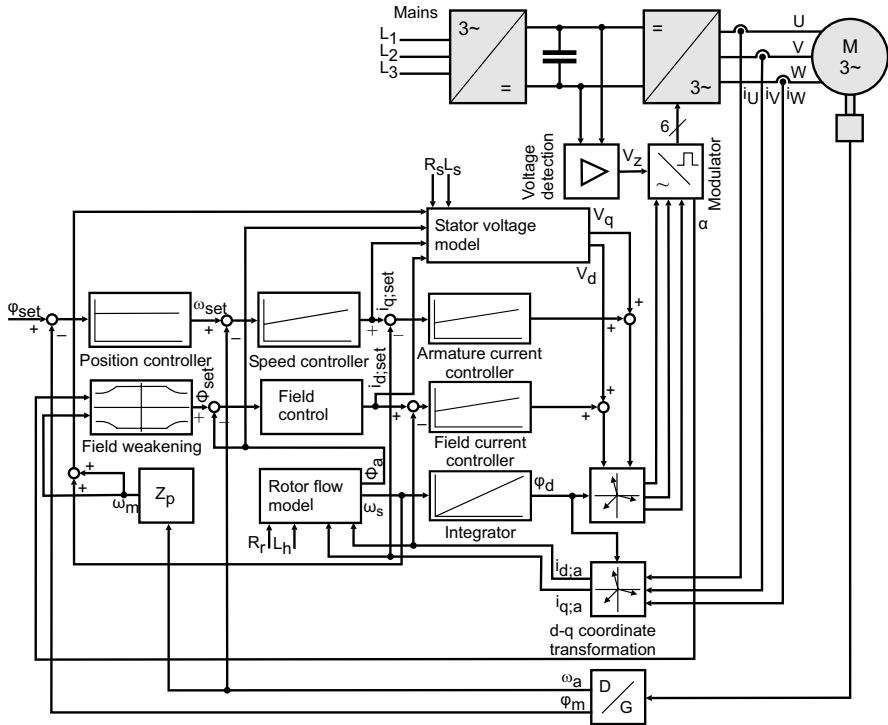 Mains
L1
L2
L3
3~
=
=
3~
U
V
W
iU
iV
iW
M
3~
6
Voltage
detection
Vz
~
Modulator
α
RsLs
Stator voltage
model
Vq
Vd
φset
+
−
Position controller
ωset
+
−
Speed controller
iq;set
+
−
Armature current
controller
+
+
Φset
Field weakening
+
−
Field
control
id;set
+
−
Field current
controller
+
+
+
+
ωm
Zp
Rotor flow
model
Φa
ωs
Rr
Lh
Integrator
φd
id;a
iq;a
d-q coordinate
transformation
ωa
φm
D
G